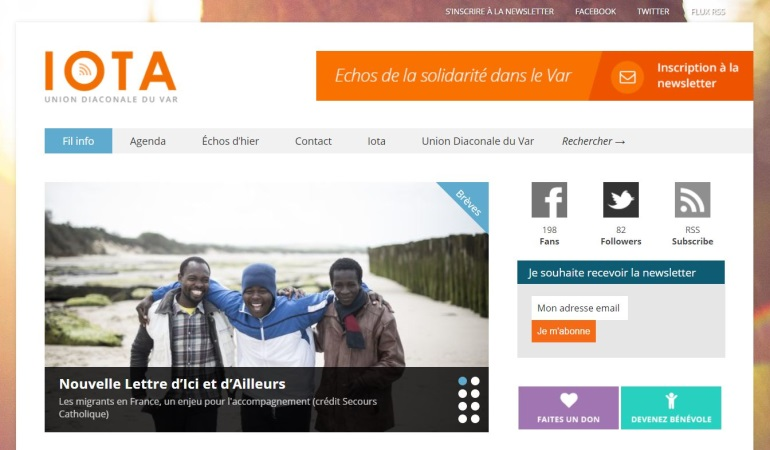 S'INSCRIRE À LA NEWSLETTER FACEBOOK TWITTER FLUX RSS
IOTA
UNION DIACONALE DU VAR
Echos de la solidarité dans le Var
Inscription à la
newsletter
Fil info Agenda Échos d'hier Contact Iota Union Diaconale du Var Rechercher →
Brèves
198
Fans
82
Followers
RSS
Subscribe
Je souhaite recevoir la newsletter
Mon adresse email
Je m'abonne
Nouvelle Lettre d'Ici et d'Ailleurs
Les migrants en France, un enjeu pour l'accompagnement (crédit Secours
Catholique)
FAITES UN DON
DEVENEZ BÉNÉVOLE